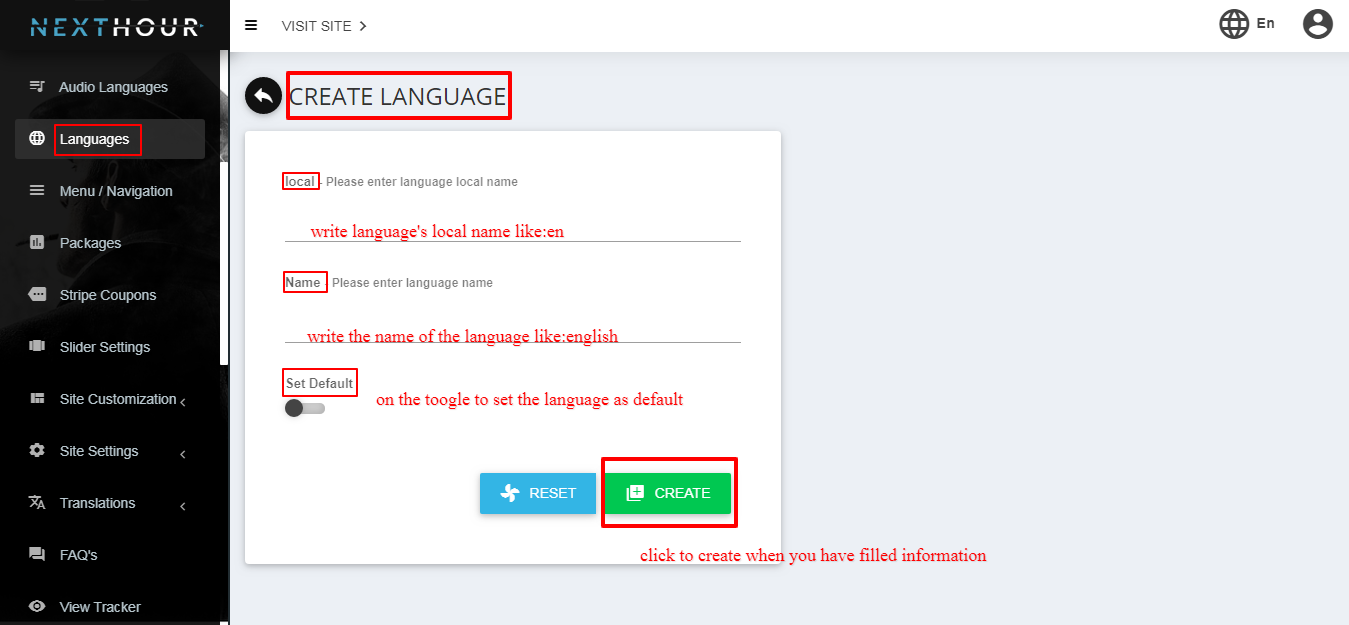 NEXTHOUR
VISIT SITE
En
Audio Languages
Languages
Menu / Navigation
Packages
Stripe Coupons
Slider Settings
Site Customization
Site Settings
Translations
FAQ's
View Tracker
CREATE LANGUAGE
local - Please enter language local name
write language's local name like:en
Name - Please enter language name
write the name of the language like:english
Set Default
on the toogle to set the language as default
RESET
CREATE
click to create when you have filled information